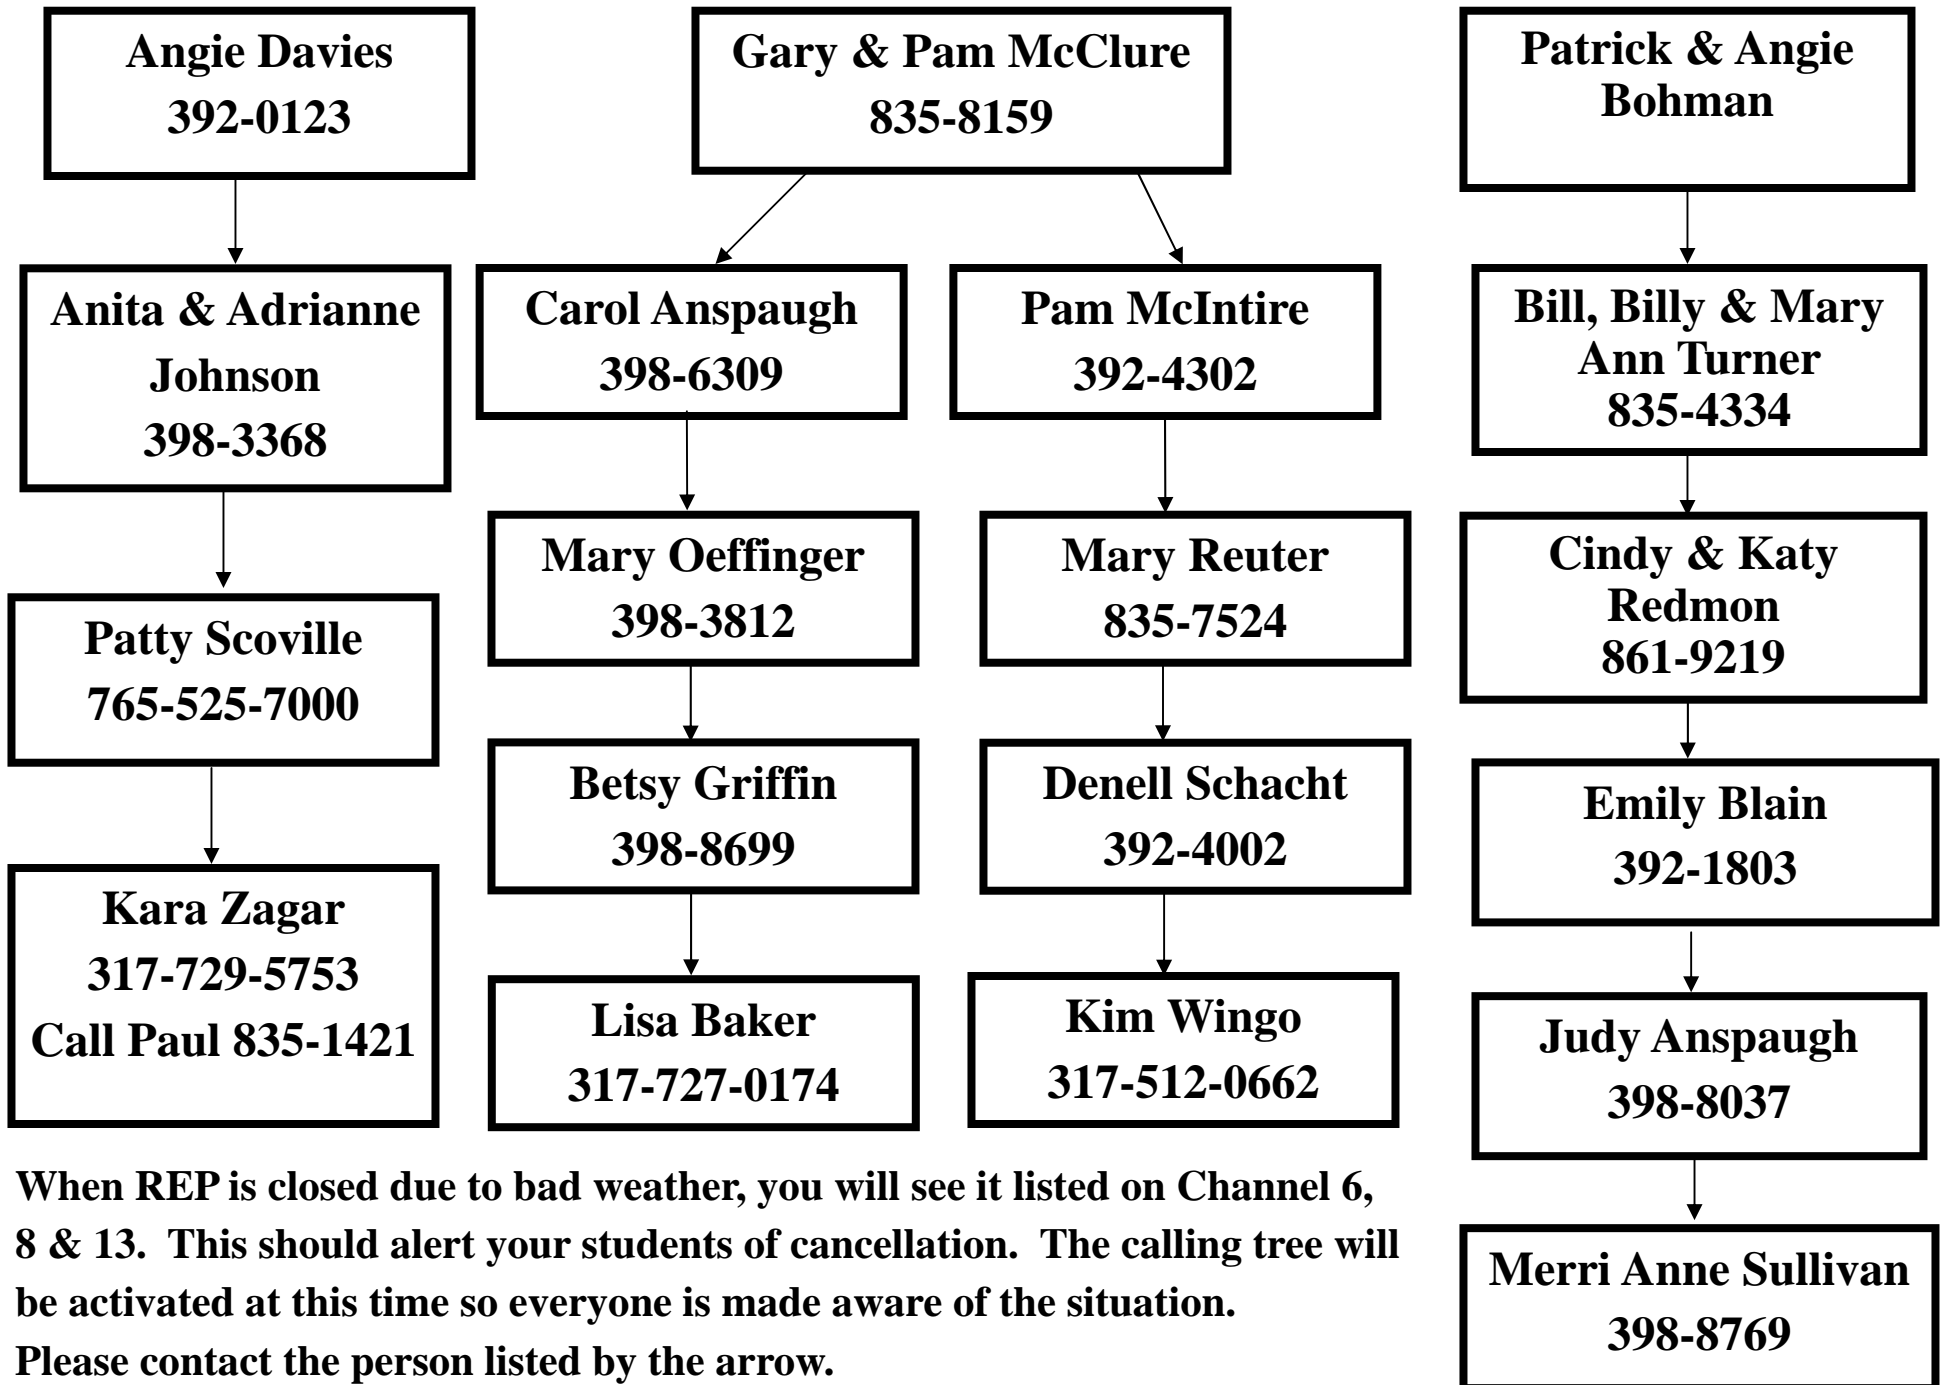 Angie Davies
392-0123
Gary & Pam McClure
835-8159
Patrick & Angie
Bohman
Anita & Adrianne
Johnson
398-3368
Carol Anspaugh
398-6309
Pam McIntire
392-4302
Bill, Billy & Mary
Ann Turner
835-4334
Patty Scoville
765-525-7000
Mary Oeffinger
398-3812
Mary Reuter
835-7524
Cindy & Katy
Redmon
861-9219
Kara Zagar
317-729-5753
Call Paul 835-1421
Betsy Griffin
398-8699
Denell Schacht
392-4002
Emily Blain
392-1803
Lisa Baker
317-727-0174
Kim Wingo
317-512-0662
Judy Anspaugh
398-8037
Merri Anne Sullivan
398-8769
When REP is closed due to bad weather, you will see it listed on Channel 6,
8 & 13.  This should alert your students of cancellation.  The calling tree will
be activated at this time so everyone is made aware of the situation.
Please contact the person listed by the arrow.